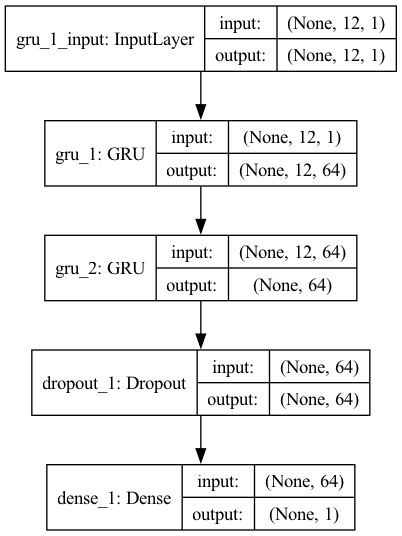 gru_1_input: InputLayer
input: (None, 12, 1)
output: (None, 12, 1)
gru_1: GRU
input: (None, 12, 1)
output: (None, 12, 64)
gru_2: GRU
input: (None, 12, 64)
output: (None, 64)
dropout_1: Dropout
input: (None, 64)
output: (None, 64)
dense_1: Dense
input: (None, 64)
output: (None, 1)